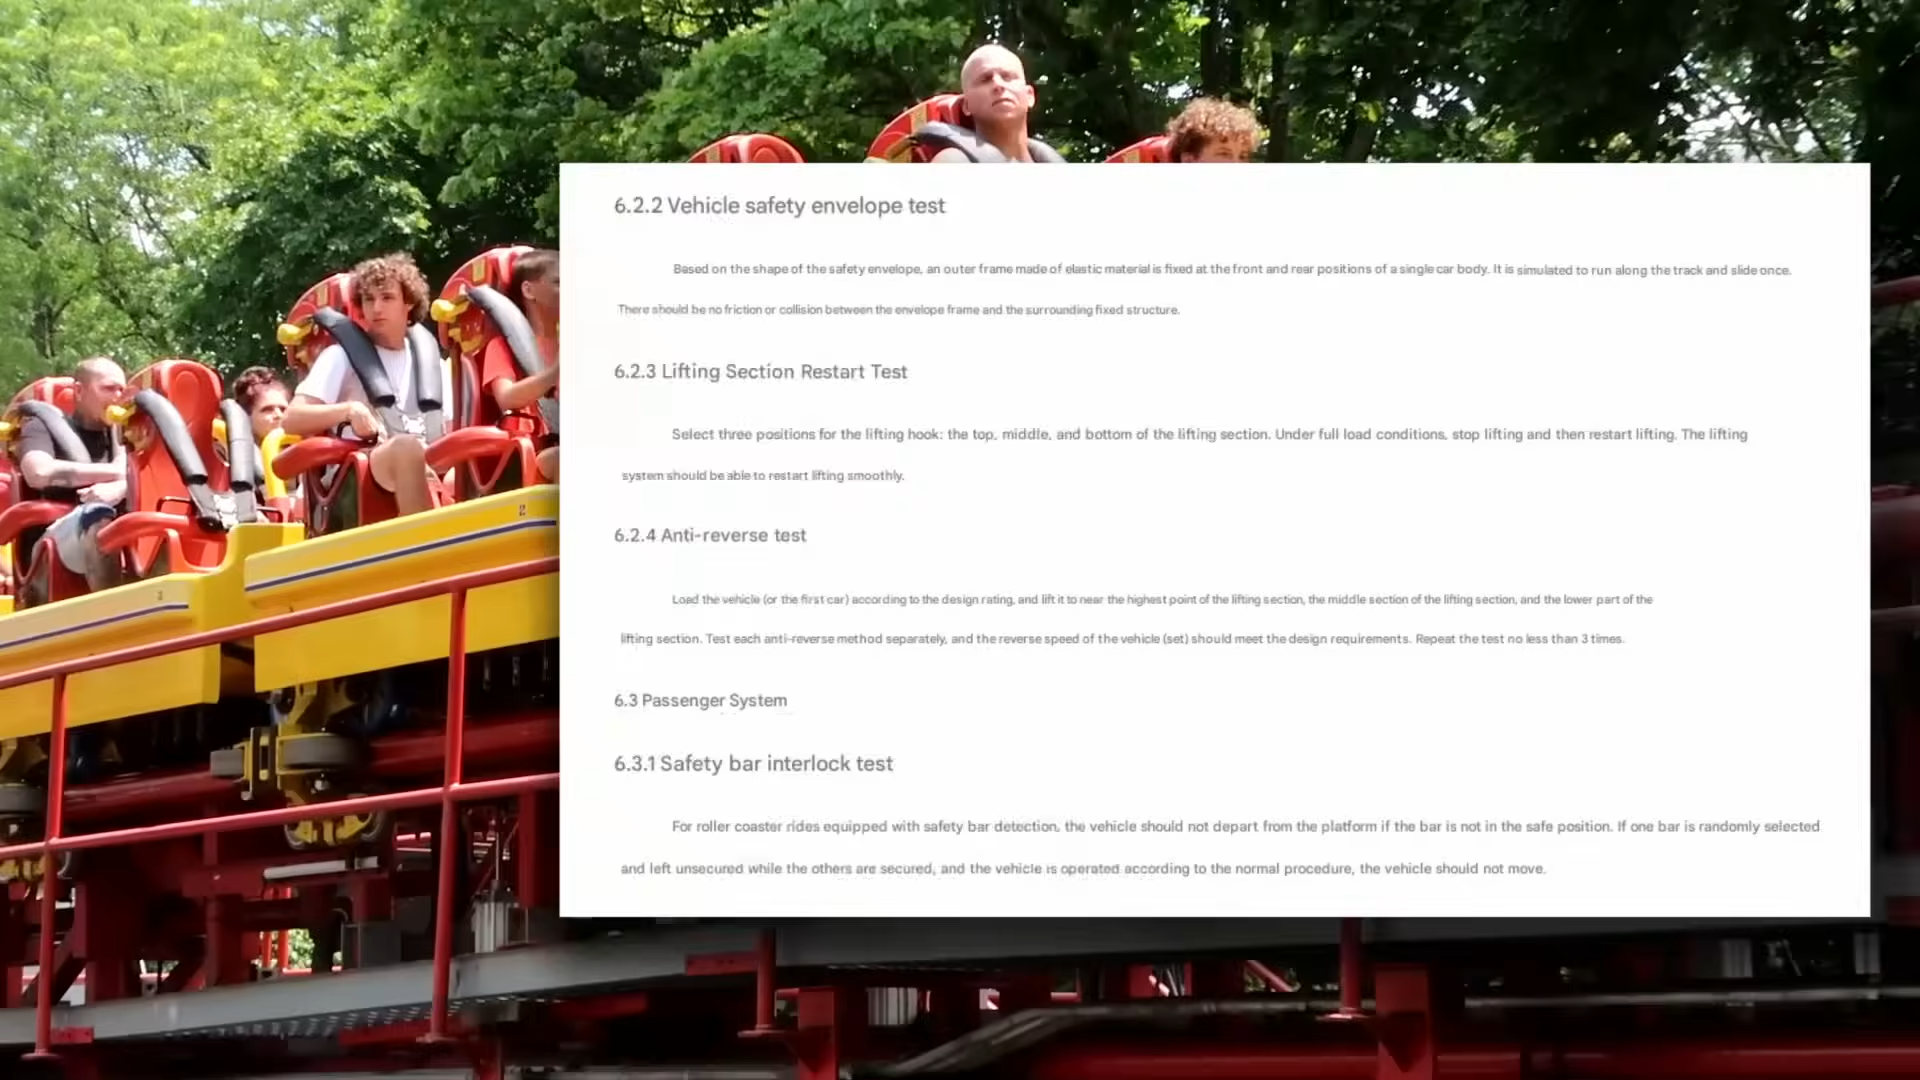 6.2.2 Vehicle safety envelope test
Based on the shape of the safety envelope, an outer frame made of elastic material is fixed at the front and rear positions of a single car body. It is simulated to run along the track and slide once.
There should be no friction or collision between the envelope frame and the surrounding fixed structure.
6.2.3 Lifting Section Restart Test
Select three positions for the lifting hook: the top, middle, and bottom of the lifting section. Under full load conditions, stop lifting and then restart lifting. The lifting
system should be able to restart lifting smoothly.
6.2.4 Anti-reverse test
Load the vehicle (or the first car) according to the design rating, and lift it to near the highest point of the lifting section, the middle section of the lifting section, and the lower part of the
lifting section. Test each anti-reverse method separately, and the reverse speed of the vehicle (set) should meet the design requirements. Repeat the test no less than 3 times.
6.3 Passenger System
6.3.1 Safety bar interlock test
For roller coaster rides equipped with safety bar detection, the vehicle should not depart from the platform if the bar is not in the safe position. If one bar is randomly selected
and left unsecured while the others are secured, and the vehicle is operated according to the normal procedure, the vehicle should not move.
2